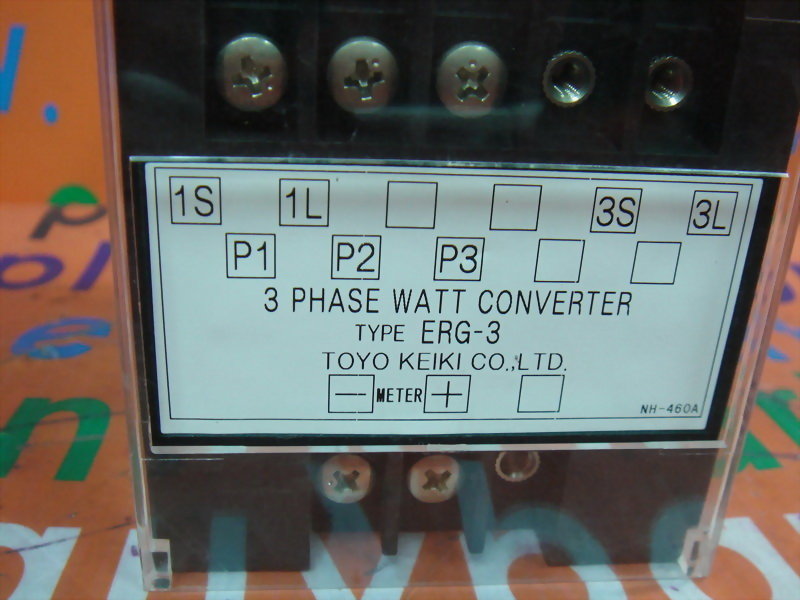 1S 1L 3S 3L
P1 P2 P3
3 PHASE WATT CONVERTER
TYPE ERG-3
TOYO KEIKI CO.,LTD.
− METER +
NH-460A